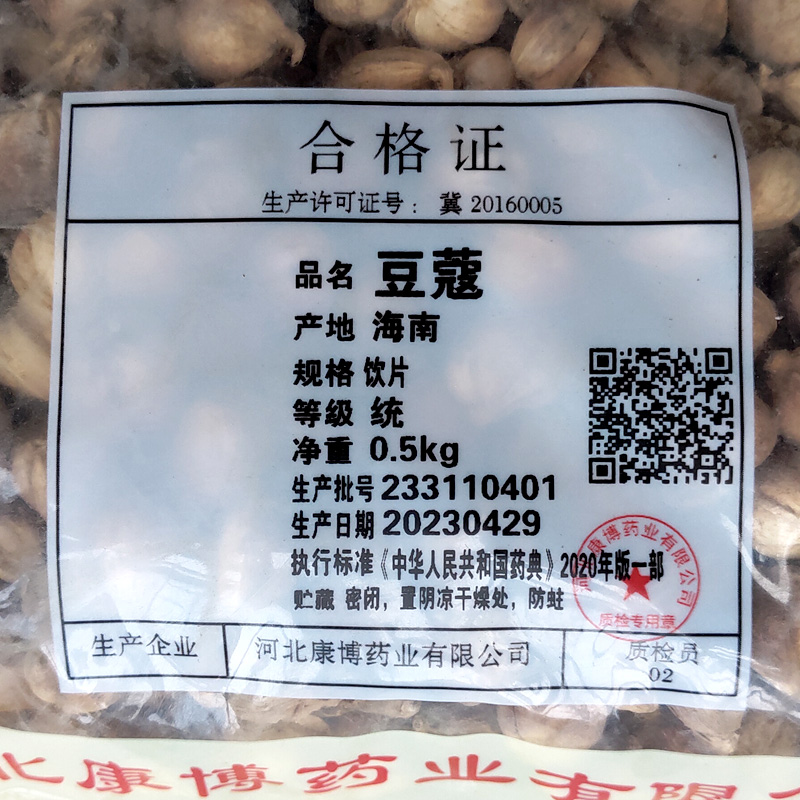 合格证
生产许可证号：冀 20160005
品名 豆蔻
产地 海南
规格 饮片
等级 统
净重 0.5kg
生产批号 233110401
生产日期 20230429
执行标准《中华人民共和国药典》2020年版一部
贮藏 密闭，置阴凉干燥处，防蛀
康博药业有限公司
质检专用章
生产企业 河北康博药业有限公司 质检员
02
北康博药业有限